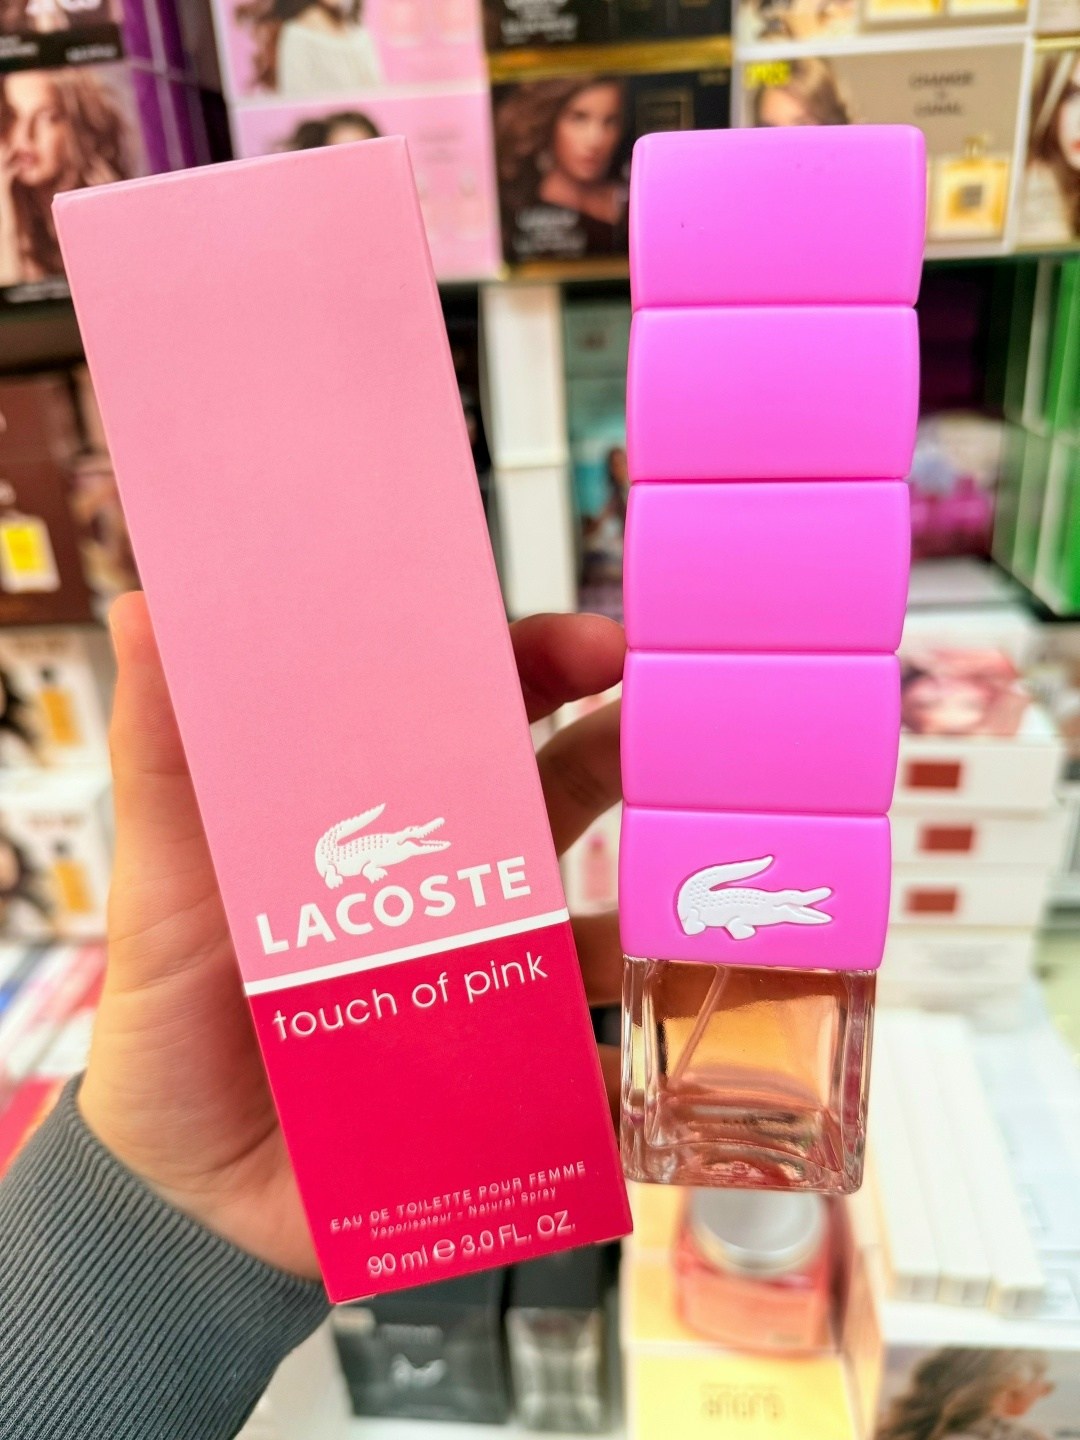 LACOSTE
touch of pink
EAU DE TOILETTE POUR FEMME
Vaporisateur - Natural Spray
90 ml e 3.0 FL. OZ.